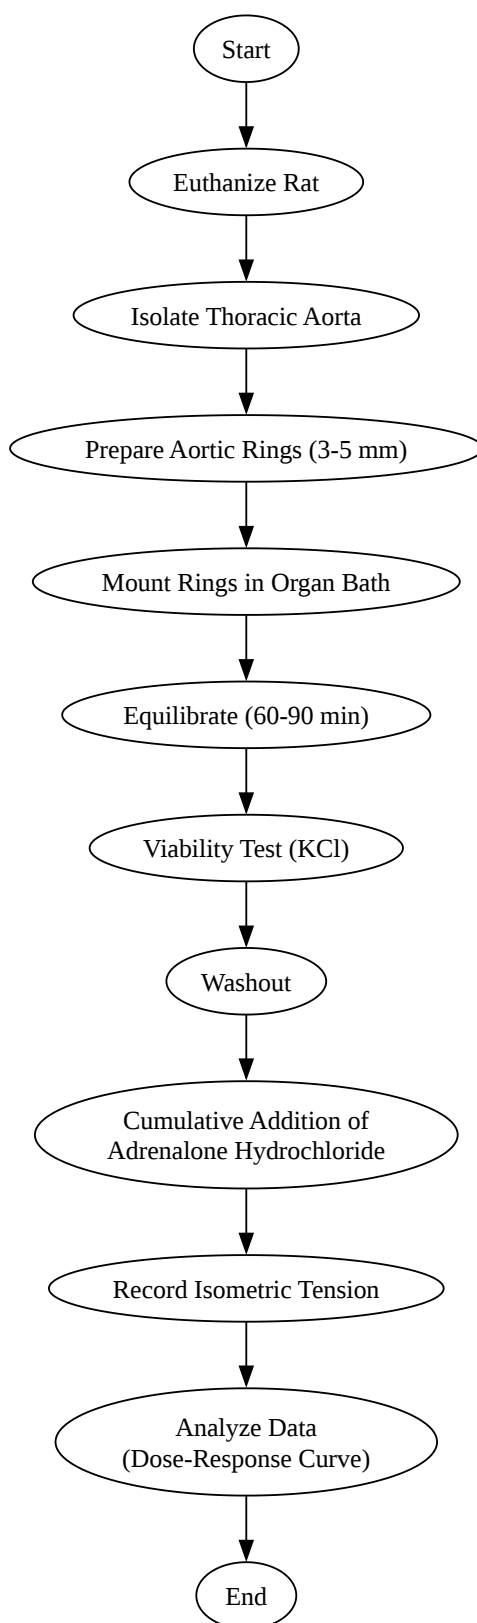 Start
Euthanize Rat
Isolate Thoracic Aorta
Prepare Aortic Rings (3-5 mm)
Mount Rings in Organ Bath
Equilibrate (60-90 min)
Viability Test (KCl)
Washout
Cumulative Addition of
Adrenalone Hydrochloride
Record Isometric Tension
Analyze Data
(Dose-Response Curve)
End